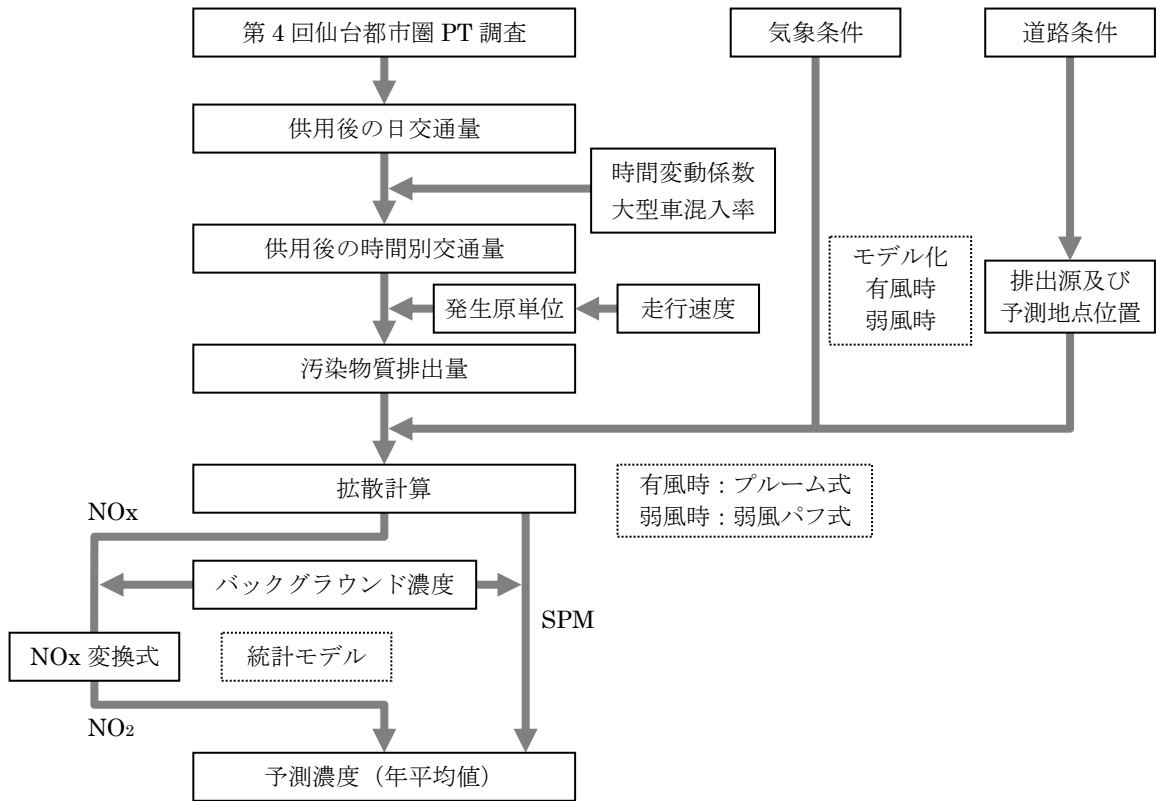 第4回仙台都市圏 PT 調査
気象条件
道路条件
供用後の日交通量
時間変動係数
大型車混入率
供用後の時間別交通量
モデル化
有風時
弱風時
排出源及び
予測地点位置
発生原単位
走行速度
汚染物質排出量
拡散計算
有風時：プルーム式
弱風時：弱風パフ式
NOx
バックグラウンド濃度
SPM
NOx 変換式
統計モデル
NO₂
予測濃度（年平均値）